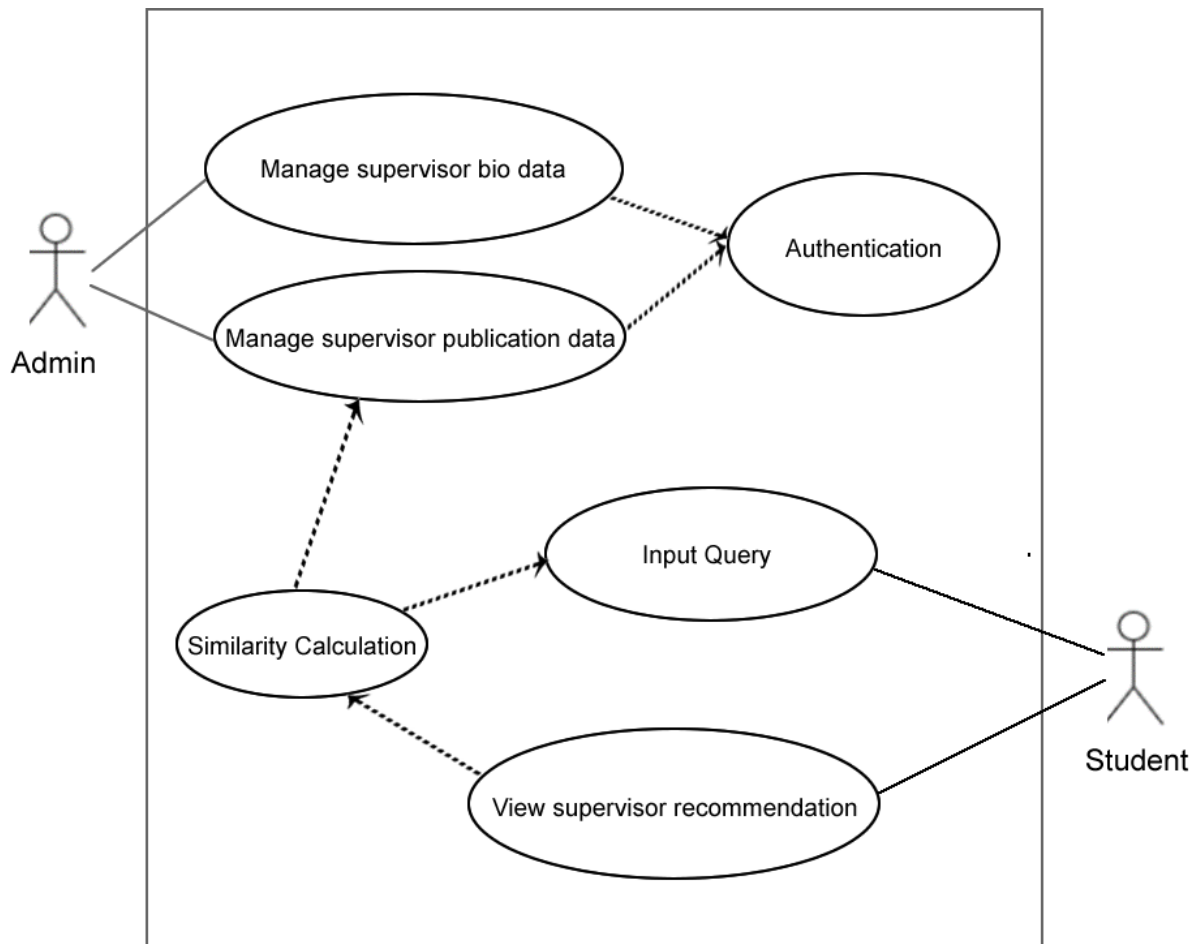 Manage supervisor bio data
Authentication
Manage supervisor publication data
Admin
Input Query
Similarity Calculation
Student
View supervisor recommendation